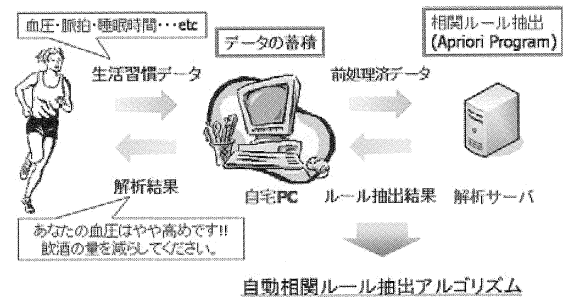 血圧・脈拍・睡眠時間・・・etc
データの蓄積
相関ルール抽出
(Apriori Program)
生活習慣データ
前処理済データ
解析結果
自宅PC
ルール抽出結果
解析サーバ
あなたの血圧はやや高めです!!
飲酒の量を減らしてください。
自動相関ルール抽出アルゴリズム